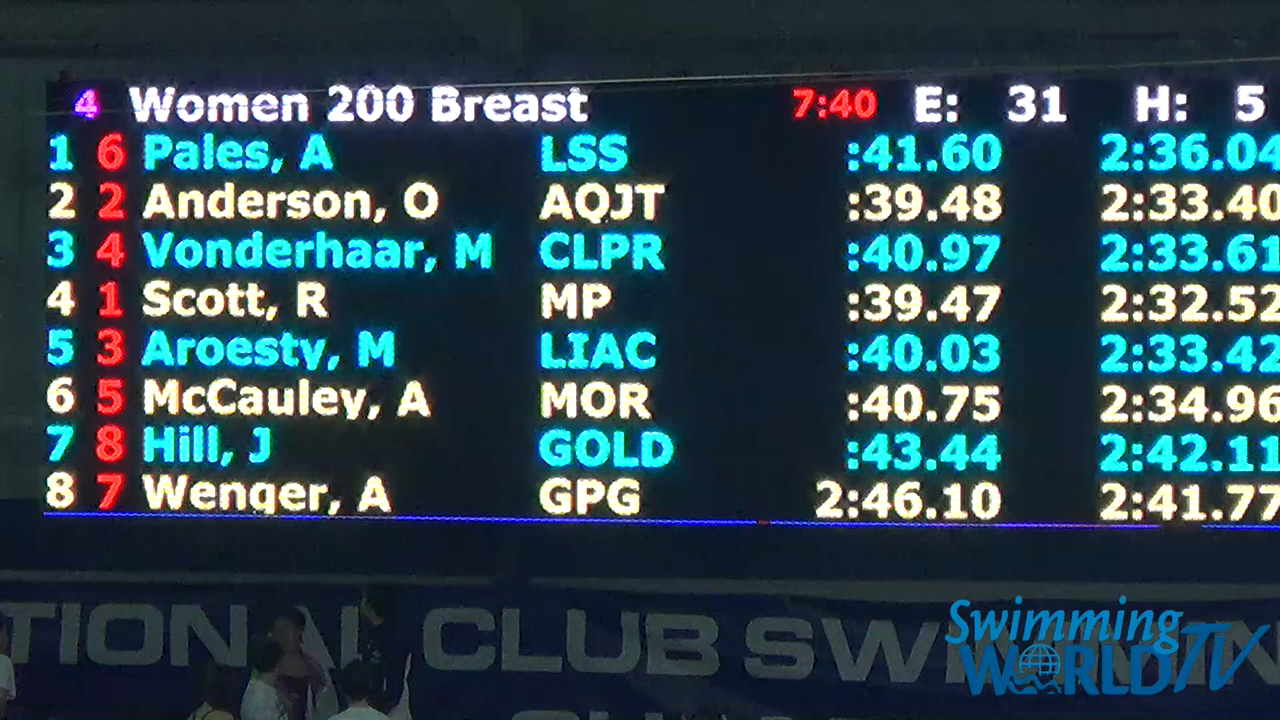 4 Women 200 Breast 7:40 E: 31 H: 5
1 6 Pales, A LSS :41.60 2:36.04
2 2 Anderson, O AQJT :39.48 2:33.40
3 4 Vonderhaar, M CLPR :40.97 2:33.61
4 1 Scott, R MP :39.47 2:32.52
5 3 Aroesty, M LIAC :40.03 2:33.42
6 5 McCauley, A MOR :40.75 2:34.96
7 8 Hill, J GOLD :43.44 2:42.11
8 7 Wenger, A GPG 2:46.10 2:41.77
TIONAL CLUB SW
Swimming
WORLD TV